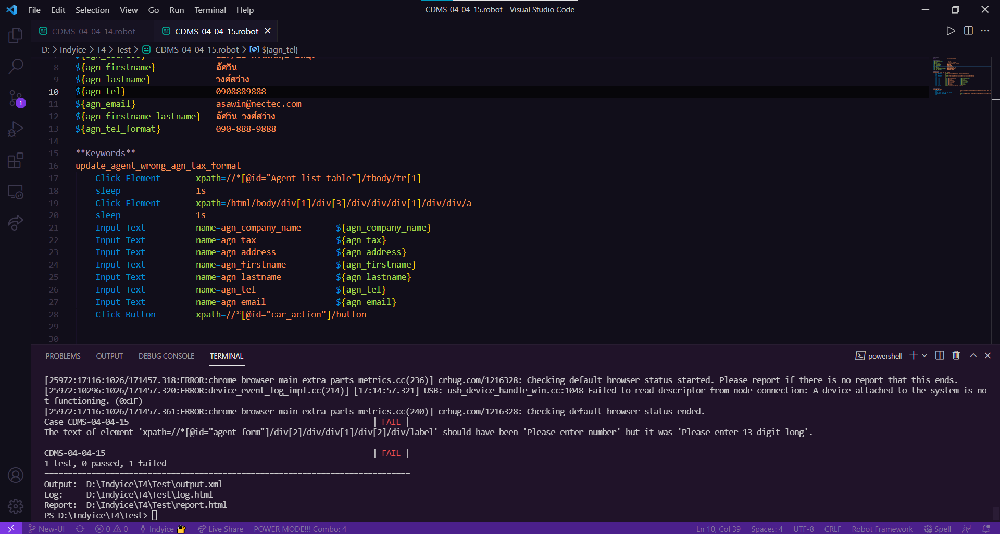 File Edit Selection View Go Run Terminal Help
CDMS-04-04-15.robot - Visual Studio Code
CDMS-04-04-14.robot
CDMS-04-04-15.robot
D: > Indyice > T4 > Test > CDMS-04-04-15.robot > ${agn_tel}
8 ${agn_firstname} อัศวิน
9 ${agn_lastname} วงศ์สว่าง
10 ${agn_tel} 0908889888
11 ${agn_email} asawin@nectec.com
12 ${agn_firstname_lastname} อัศวิน วงศ์สว่าง
13 ${agn_tel_format} 090-888-9888
14
15 **Keywords**
16 update_agent_wrong_agn_tax_format
17 Click Element xpath=//*[@id="Agent_list_table"]/tbody/tr[1]
18 sleep 1s
19 Click Element xpath=/html/body/div[1]/div[3]/div/div/div[1]/div/div/a
20 sleep 1s
21 Input Text name=agn_company_name ${agn_company_name}
22 Input Text name=agn_tax ${agn_tax}
23 Input Text name=agn_address ${agn_address}
24 Input Text name=agn_firstname ${agn_firstname}
25 Input Text name=agn_lastname ${agn_lastname}
26 Input Text name=agn_tel ${agn_tel}
27 Input Text name=agn_email ${agn_email}
28 Click Button xpath=//*[@id="car_action"]/button
29
30
1
PROBLEMS OUTPUT DEBUG CONSOLE TERMINAL
powershell
[25972:17116:1026/171457.318:ERROR:chrome_browser_main_extra_parts_metrics.cc(236)] crbug.com/1216328: Checking default browser status started. Please report if there is no report that this ends.
[25972:10296:1026/171457.320:ERROR:device_event_log_impl.cc(214)] [17:14:57.321] USB: usb_device_handle_win.cc:1048 Failed to read descriptor from node connection: A device attached to the system is no
t functioning. (0x1F)
[25972:17116:1026/171457.361:ERROR:chrome_browser_main_extra_parts_metrics.cc(240)] crbug.com/1216328: Checking default browser status ended.
Case CDMS-04-04-15 | FAIL |
The text of element 'xpath=//*[@id="agent_form"]/div[2]/div/div[1]/div[2]/div/label' should have been 'Please enter number' but it was 'Please enter 13 digit long'.
------------------------------------------------------------------------------
CDMS-04-04-15 | FAIL |
1 test, 0 passed, 1 failed
==============================================================================
Output: D:\Indyice\T4\Test\output.xml
Log: D:\Indyice\T4\Test\log.html
Report: D:\Indyice\T4\Test\report.html
PS D:\Indyice\T4\Test>
New-UI 0 0 Indyice Live Share POWER MODE!!! Combo: 4 Ln 10, Col 39 Spaces: 4 UTF-8 CRLF Robot Framework Spell